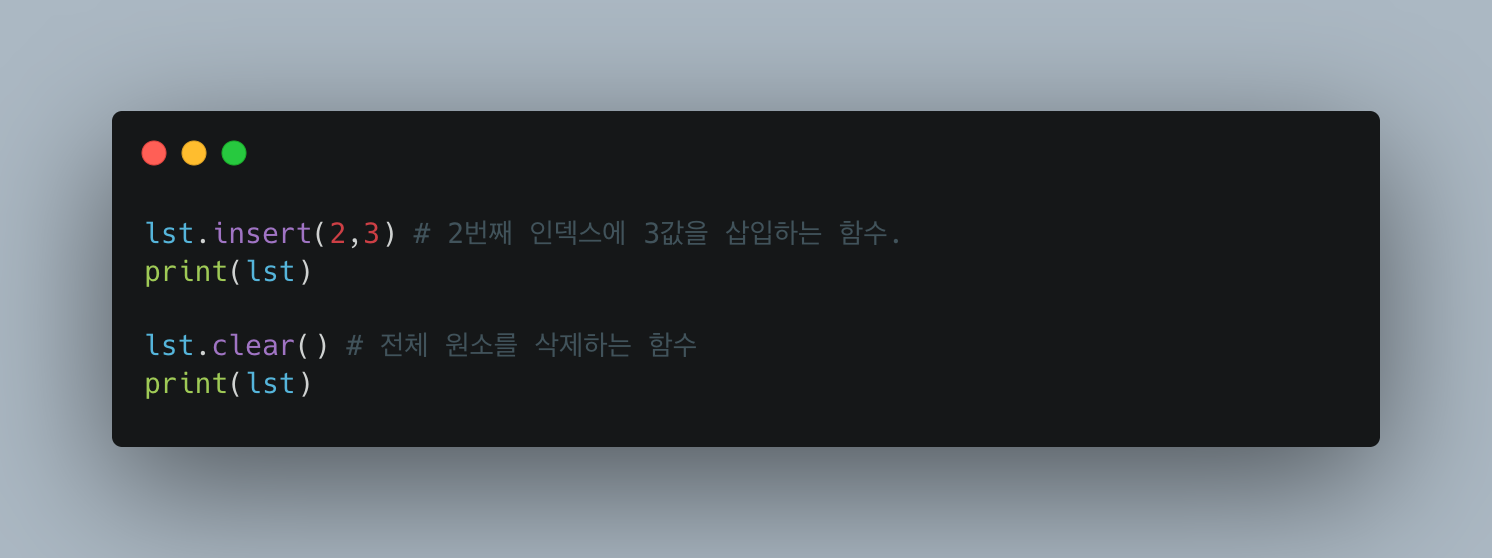 lst.insert(2,3) # 2번째 인덱스에 3값을 삽입하는 함수.
print(lst)
lst.clear() # 전체 원소를 삭제하는 함수
print(lst)